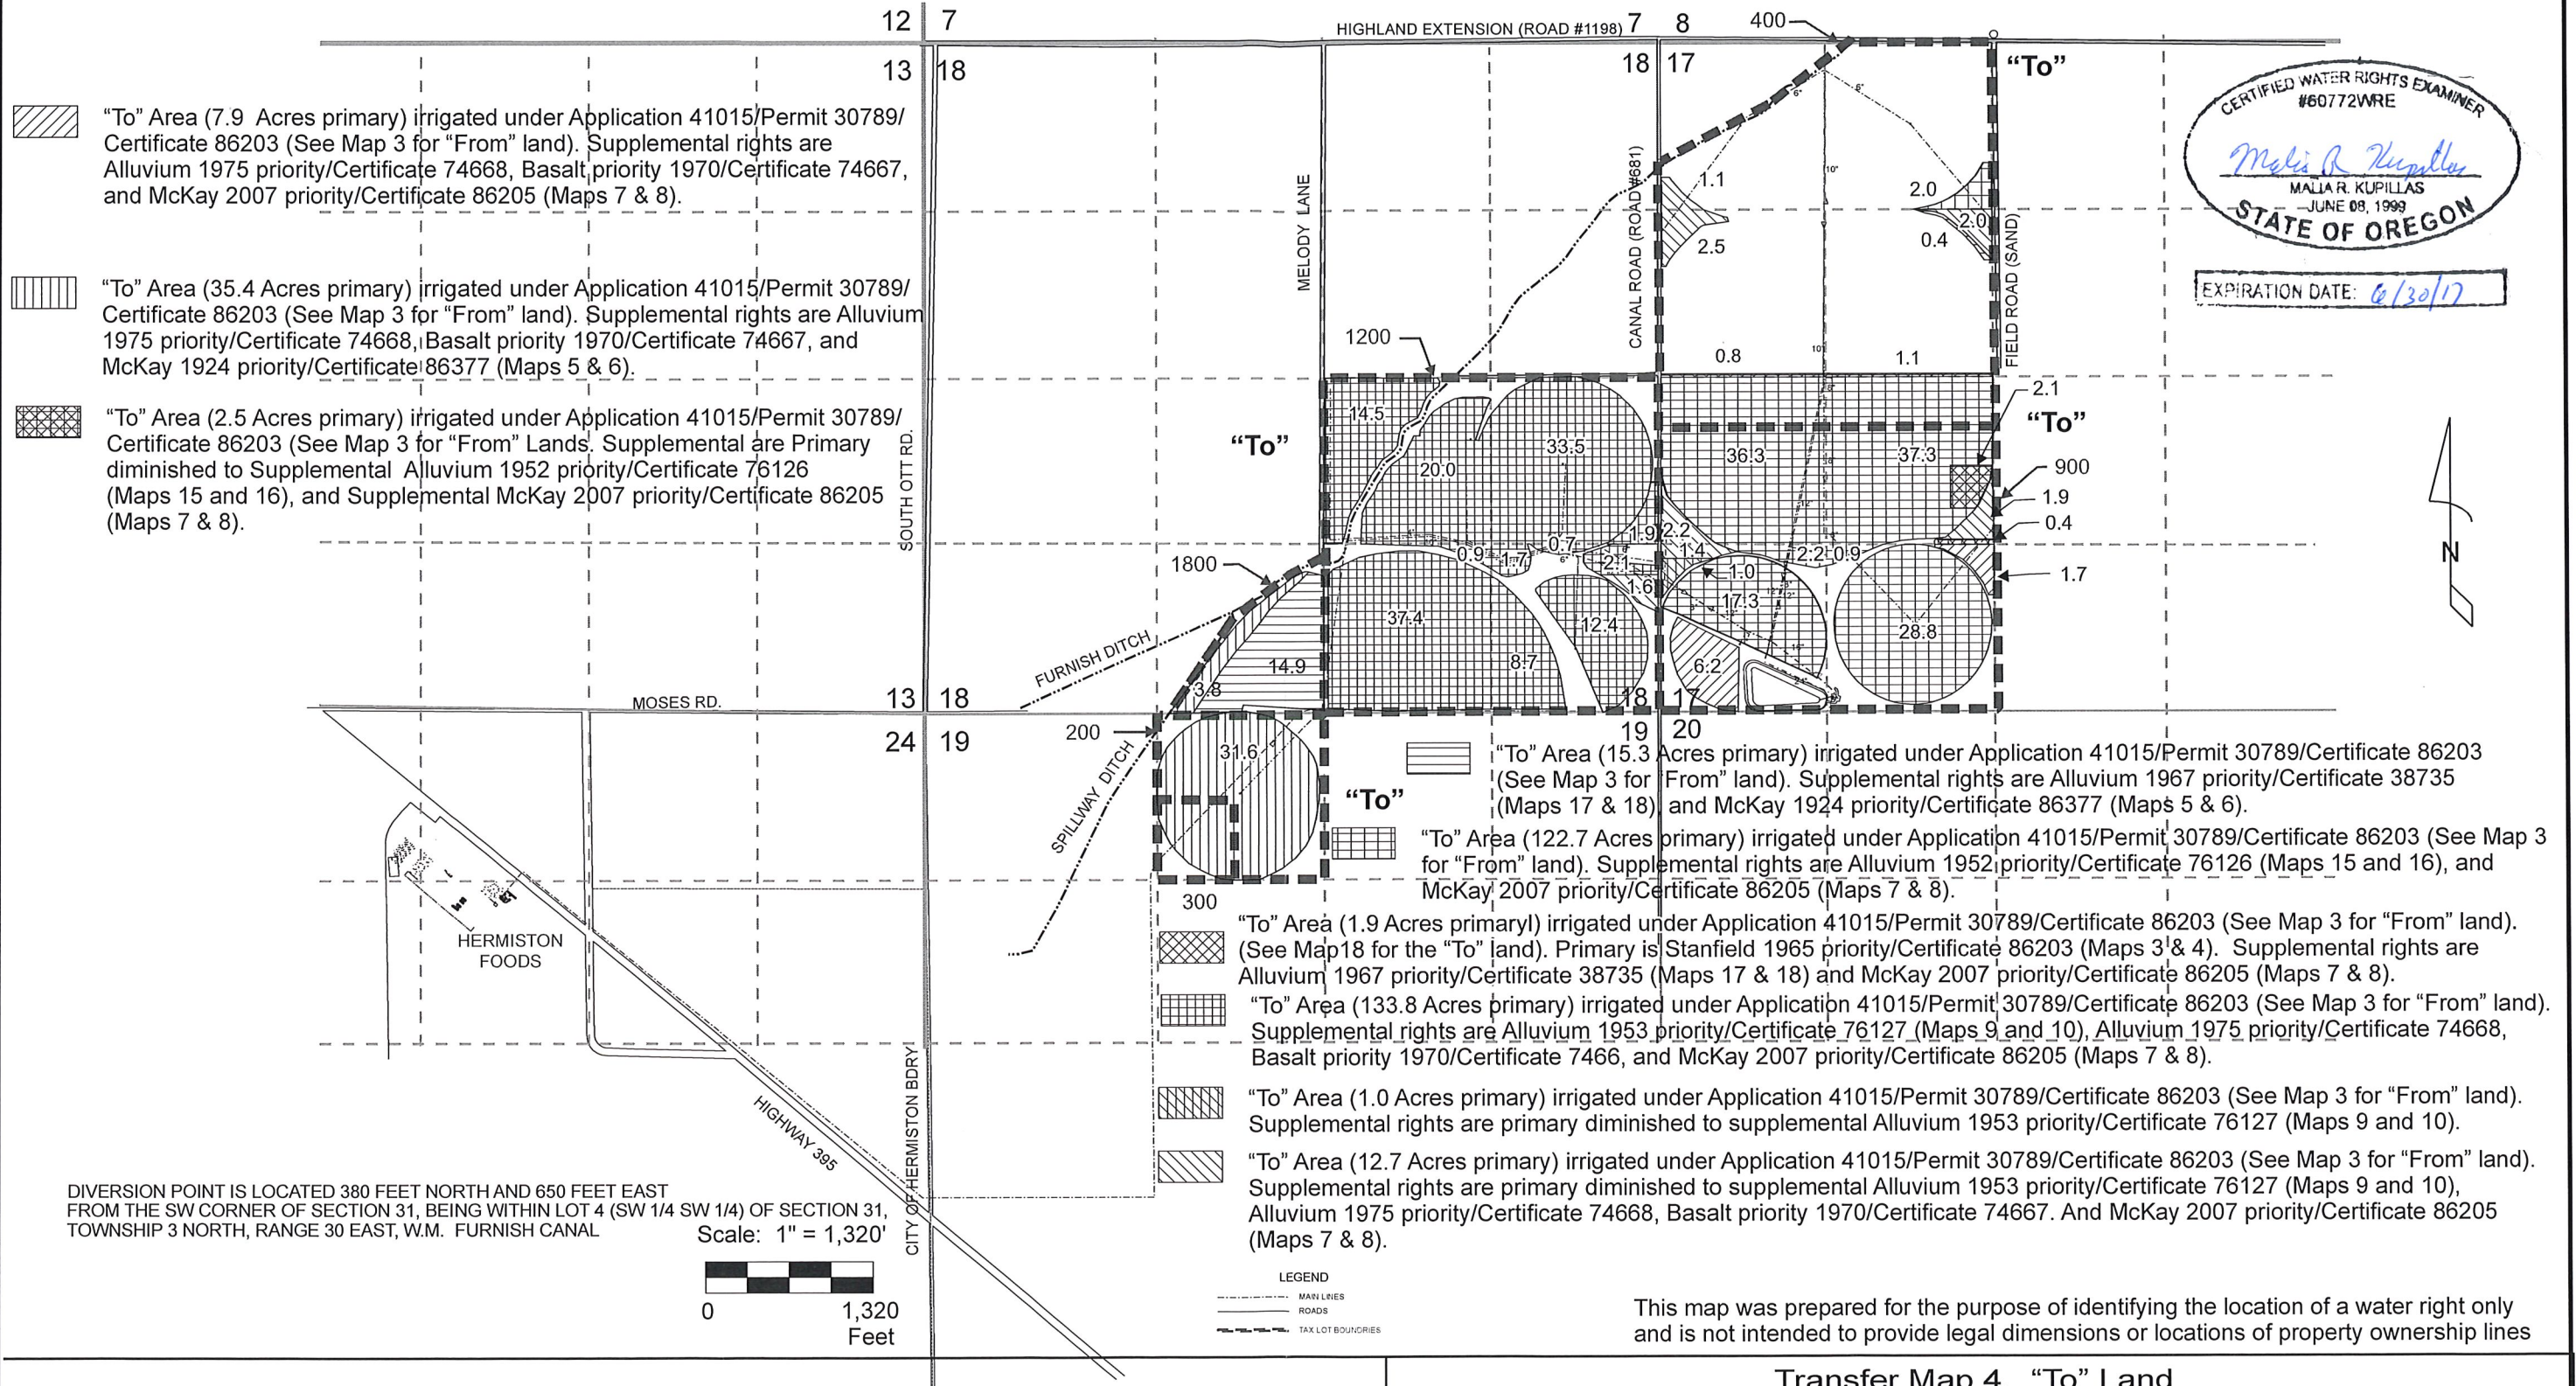 12 7
HIGHLAND EXTENSION (ROAD #1198) 7 8
400
13 18
18 17
“To”
CERTIFIED WATER RIGHTS EXAMINER
#60772WRE
Malia R Kupillas
MALIA R. KUPILLAS
JUNE 08, 1999
STATE OF OREGON
EXPIRATION DATE: 6/30/17
“To” Area (7.9 Acres primary) irrigated under Application 41015/Permit 30789/
Certificate 86203 (See Map 3 for “From” land). Supplemental rights are
Alluvium 1975 priority/Certificate 74668, Basalt priority 1970/Certificate 74667,
and McKay 2007 priority/Certificate 86205 (Maps 7 & 8).
“To” Area (35.4 Acres primary) irrigated under Application 41015/Permit 30789/
Certificate 86203 (See Map 3 for “From” land). Supplemental rights are Alluvium
1975 priority/Certificate 74668, Basalt priority 1970/Certificate 74667, and
McKay 1924 priority/Certificate 86377 (Maps 5 & 6).
“To” Area (2.5 Acres primary) irrigated under Application 41015/Permit 30789/
Certificate 86203 (See Map 3 for “From” Lands. Supplemental are Primary
diminished to Supplemental Alluvium 1952 priority/Certificate 76126
(Maps 15 and 16), and Supplemental McKay 2007 priority/Certificate 86205
(Maps 7 & 8).
SOUTH OTT RD.
MELODY LANE
CANAL ROAD (ROAD #681)
FIELD ROAD (SAND)
6"
6"
10"
1.1
2.5
2.0
2.0
0.4
10"
0.8
1.1
1200
14.5
“To”
20.0
33.5
36.3
37.3
2.1
“To”
900
1.9
0.4
1.7
N
1800
0.9
1.7
0.7
6"
1.9
2.2
1.4
2.1
1.6
1.0
2.2
0.9
17.3
37.4
12.4
28.8
8.7
6.2
14.9
3.8
FURNISH DITCH
MOSES RD.
13 18
18 17
24 19
19 20
200
31.6
SPILLWAY DITCH
“To”
300
“To” Area (15.3 Acres primary) irrigated under Application 41015/Permit 30789/Certificate 86203
(See Map 3 for “From” land). Supplemental rights are Alluvium 1967 priority/Certificate 38735
(Maps 17 & 18) and McKay 1924 priority/Certificate 86377 (Maps 5 & 6).
“To” Area (122.7 Acres primary) irrigated under Application 41015/Permit 30789/Certificate 86203 (See Map 3
for “From” land). Supplemental rights are Alluvium 1952 priority/Certificate 76126 (Maps 15 and 16), and
McKay 2007 priority/Certificate 86205 (Maps 7 & 8).
“To” Area (1.9 Acres primaryl) irrigated under Application 41015/Permit 30789/Certificate 86203 (See Map 3 for “From” land).
(See Map18 for the “To” land). Primary is Stanfield 1965 priority/Certificate 86203 (Maps 3 & 4). Supplemental rights are
Alluvium 1967 priority/Certificate 38735 (Maps 17 & 18) and McKay 2007 priority/Certificate 86205 (Maps 7 & 8).
“To” Area (133.8 Acres primary) irrigated under Application 41015/Permit 30789/Certificate 86203 (See Map 3 for “From” land).
Supplemental rights are Alluvium 1953 priority/Certificate 76127 (Maps 9 and 10), Alluvium 1975 priority/Certificate 74668,
Basalt priority 1970/Certificate 7466, and McKay 2007 priority/Certificate 86205 (Maps 7 & 8).
“To” Area (1.0 Acres primary) irrigated under Application 41015/Permit 30789/Certificate 86203 (See Map 3 for “From” land).
Supplemental rights are primary diminished to supplemental Alluvium 1953 priority/Certificate 76127 (Maps 9 and 10).
“To” Area (12.7 Acres primary) irrigated under Application 41015/Permit 30789/Certificate 86203 (See Map 3 for “From” land).
Supplemental rights are primary diminished to supplemental Alluvium 1953 priority/Certificate 76127 (Maps 9 and 10),
Alluvium 1975 priority/Certificate 74668, Basalt priority 1970/Certificate 74667. And McKay 2007 priority/Certificate 86205
(Maps 7 & 8).
HERMISTON
FOODS
HIGHWAY 395
CITY OF HERMISTON BDRY
DIVERSION POINT IS LOCATED 380 FEET NORTH AND 650 FEET EAST
FROM THE SW CORNER OF SECTION 31, BEING WITHIN LOT 4 (SW 1/4 SW 1/4) OF SECTION 31,
TOWNSHIP 3 NORTH, RANGE 30 EAST, W.M. FURNISH CANAL
Scale: 1" = 1,320'
0 1,320
Feet
LEGEND
MAIN LINES
ROADS
TAX LOT BOUNDRIES
This map was prepared for the purpose of identifying the location of a water right only
and is not intended to provide legal dimensions or locations of property ownership lines
Transfer Map 4 “To” Land